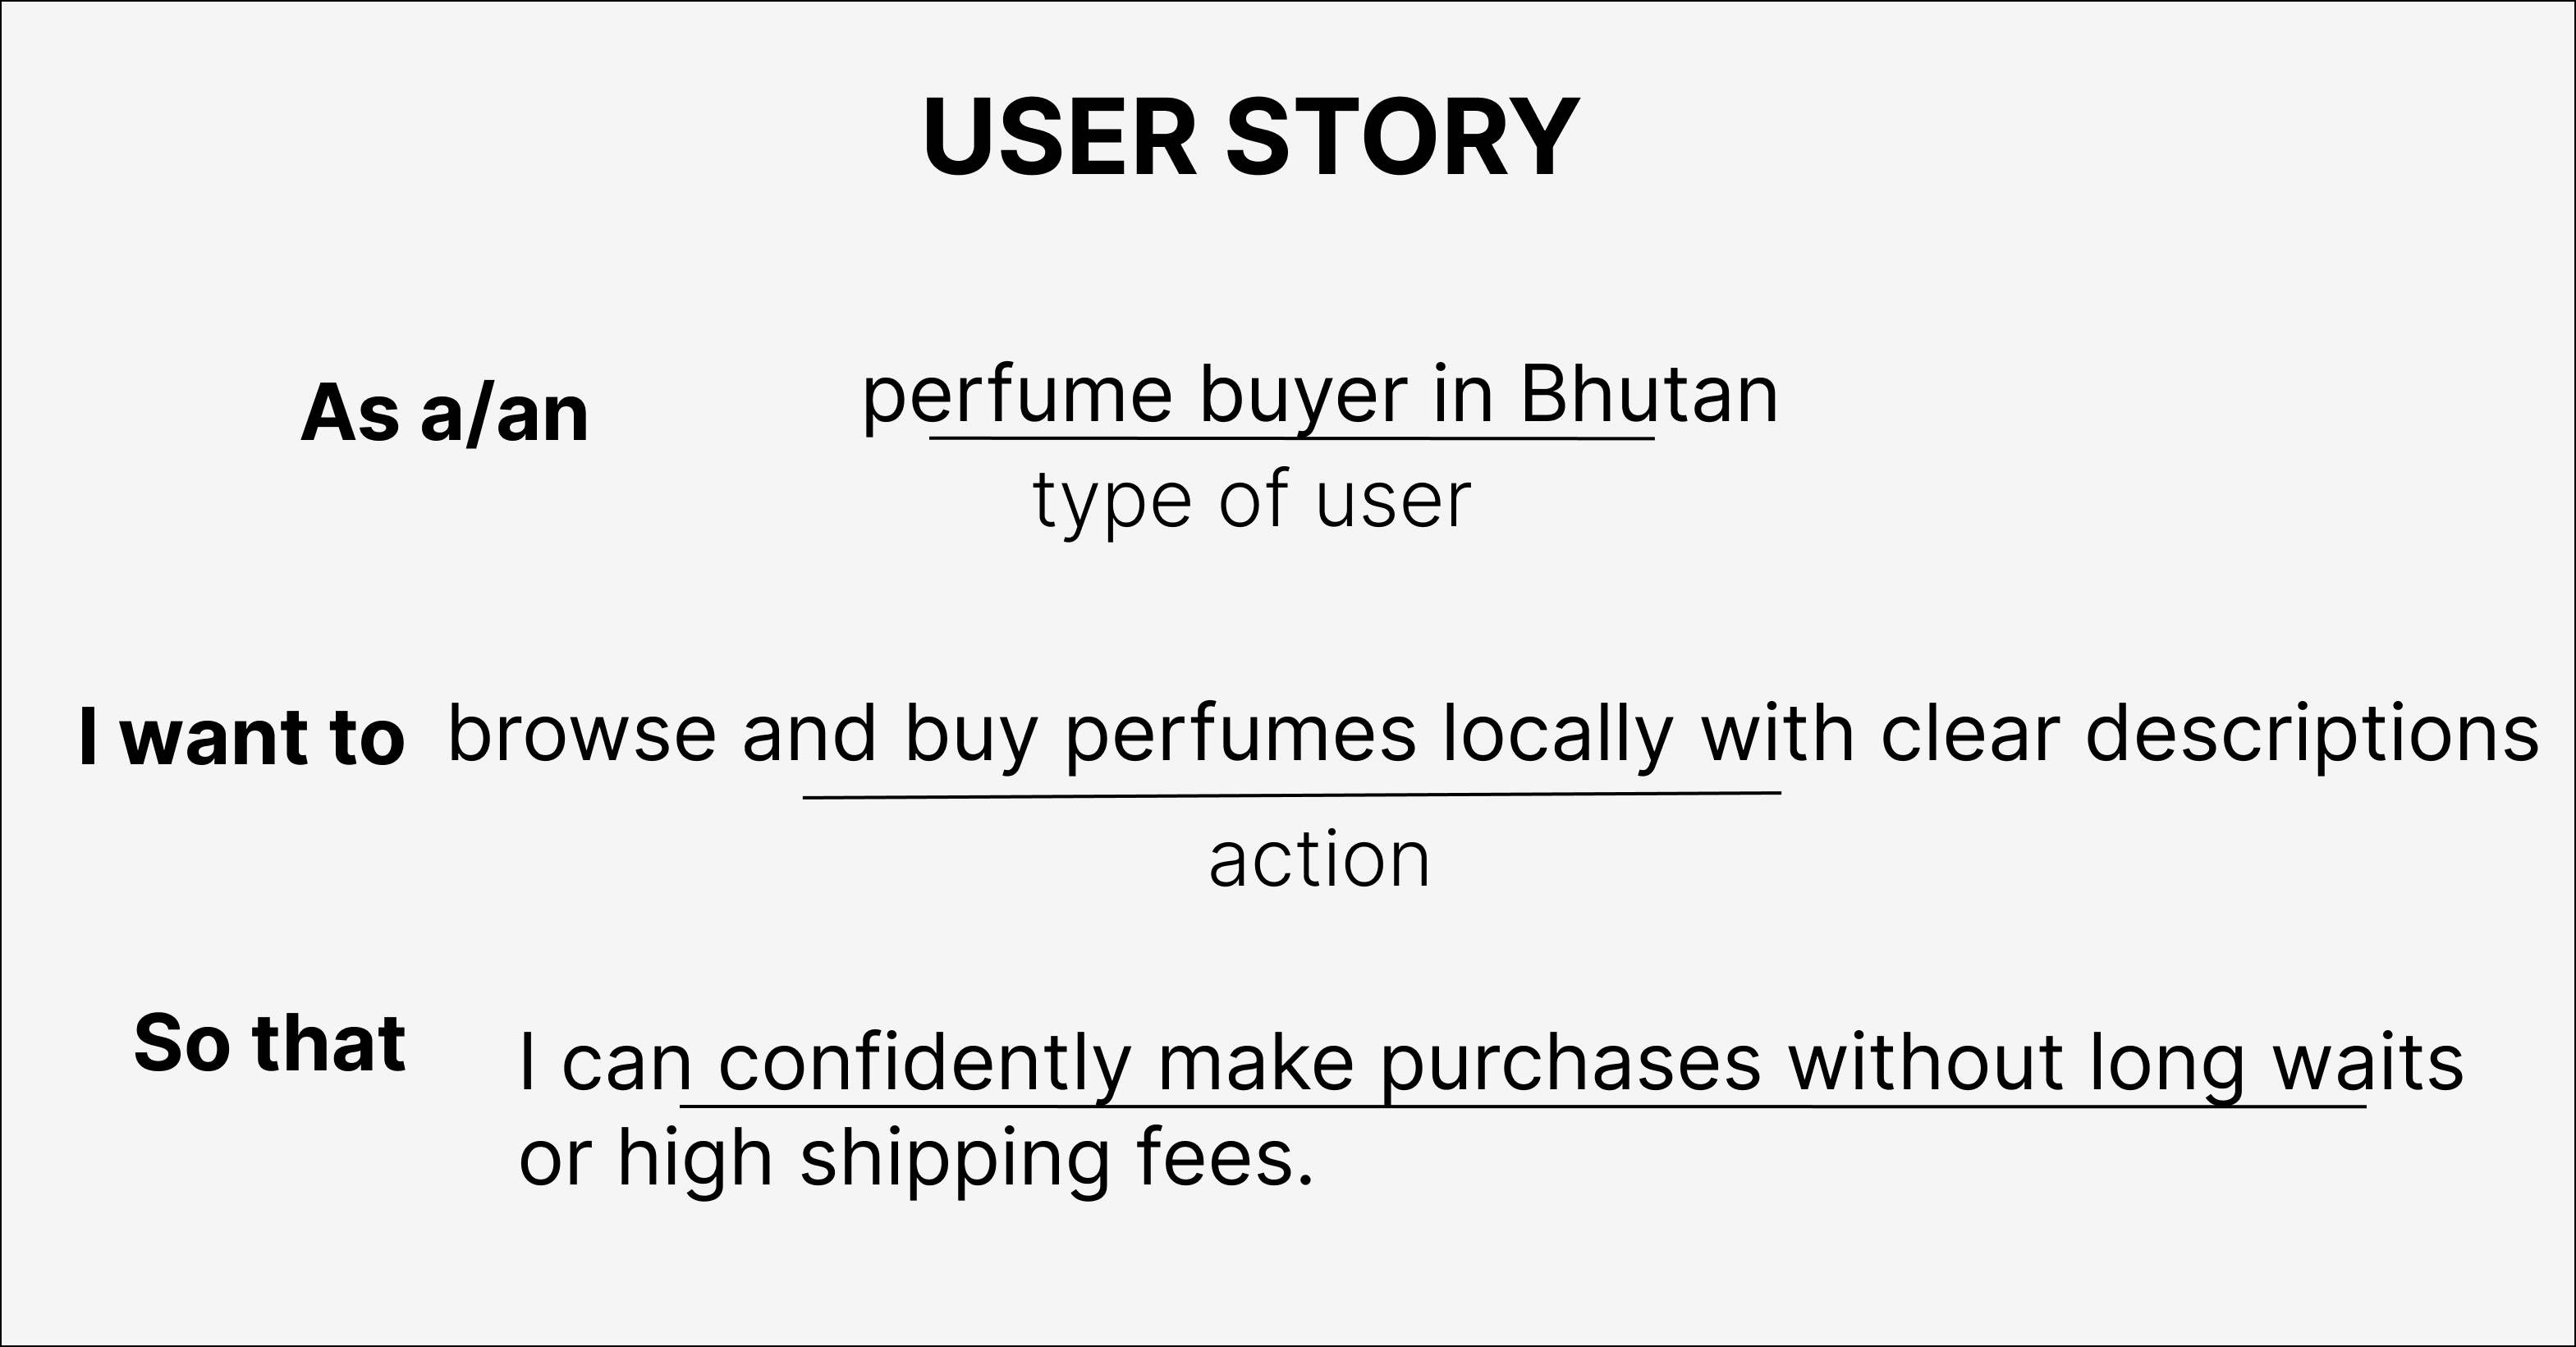 USER STORY
As a/an perfume buyer in Bhutan
type of user
I want to browse and buy perfumes locally with clear descriptions
action
So that I can confidently make purchases without long waits
or high shipping fees.